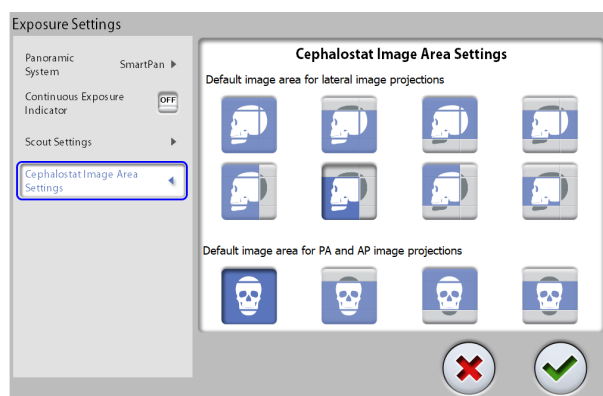 Exposure Settings
Panoramic
System
SmartPan
Continuous Exposure
Indicator
OFF
Scout Settings
Cephalostat Image Area
Settings
Cephalostat Image Area Settings
Default image area for lateral image projections
Default image area for PA and AP image projections